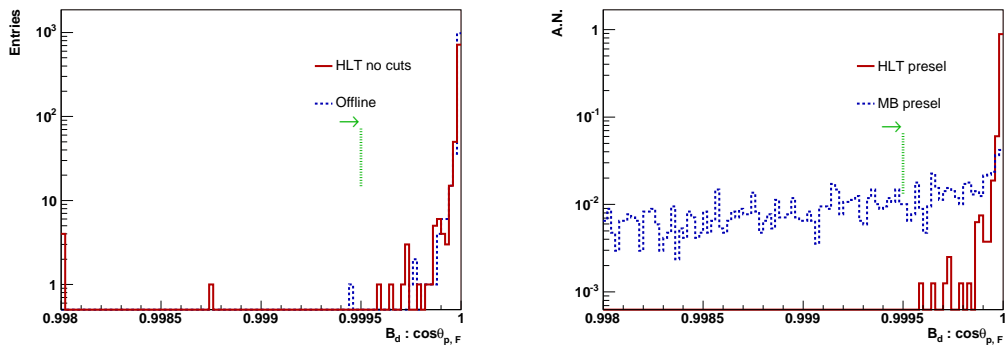 Entries
10³
10²
10
1
HLT no cuts
Offline
0.998
0.9985
0.999
0.9995
1
B_d : cosθ_p, F
A.N.
1
10⁻¹
10⁻²
10⁻³
HLT presel
MB presel
0.998
0.9985
0.999
0.9995
1
B_d : cosθ_p, F